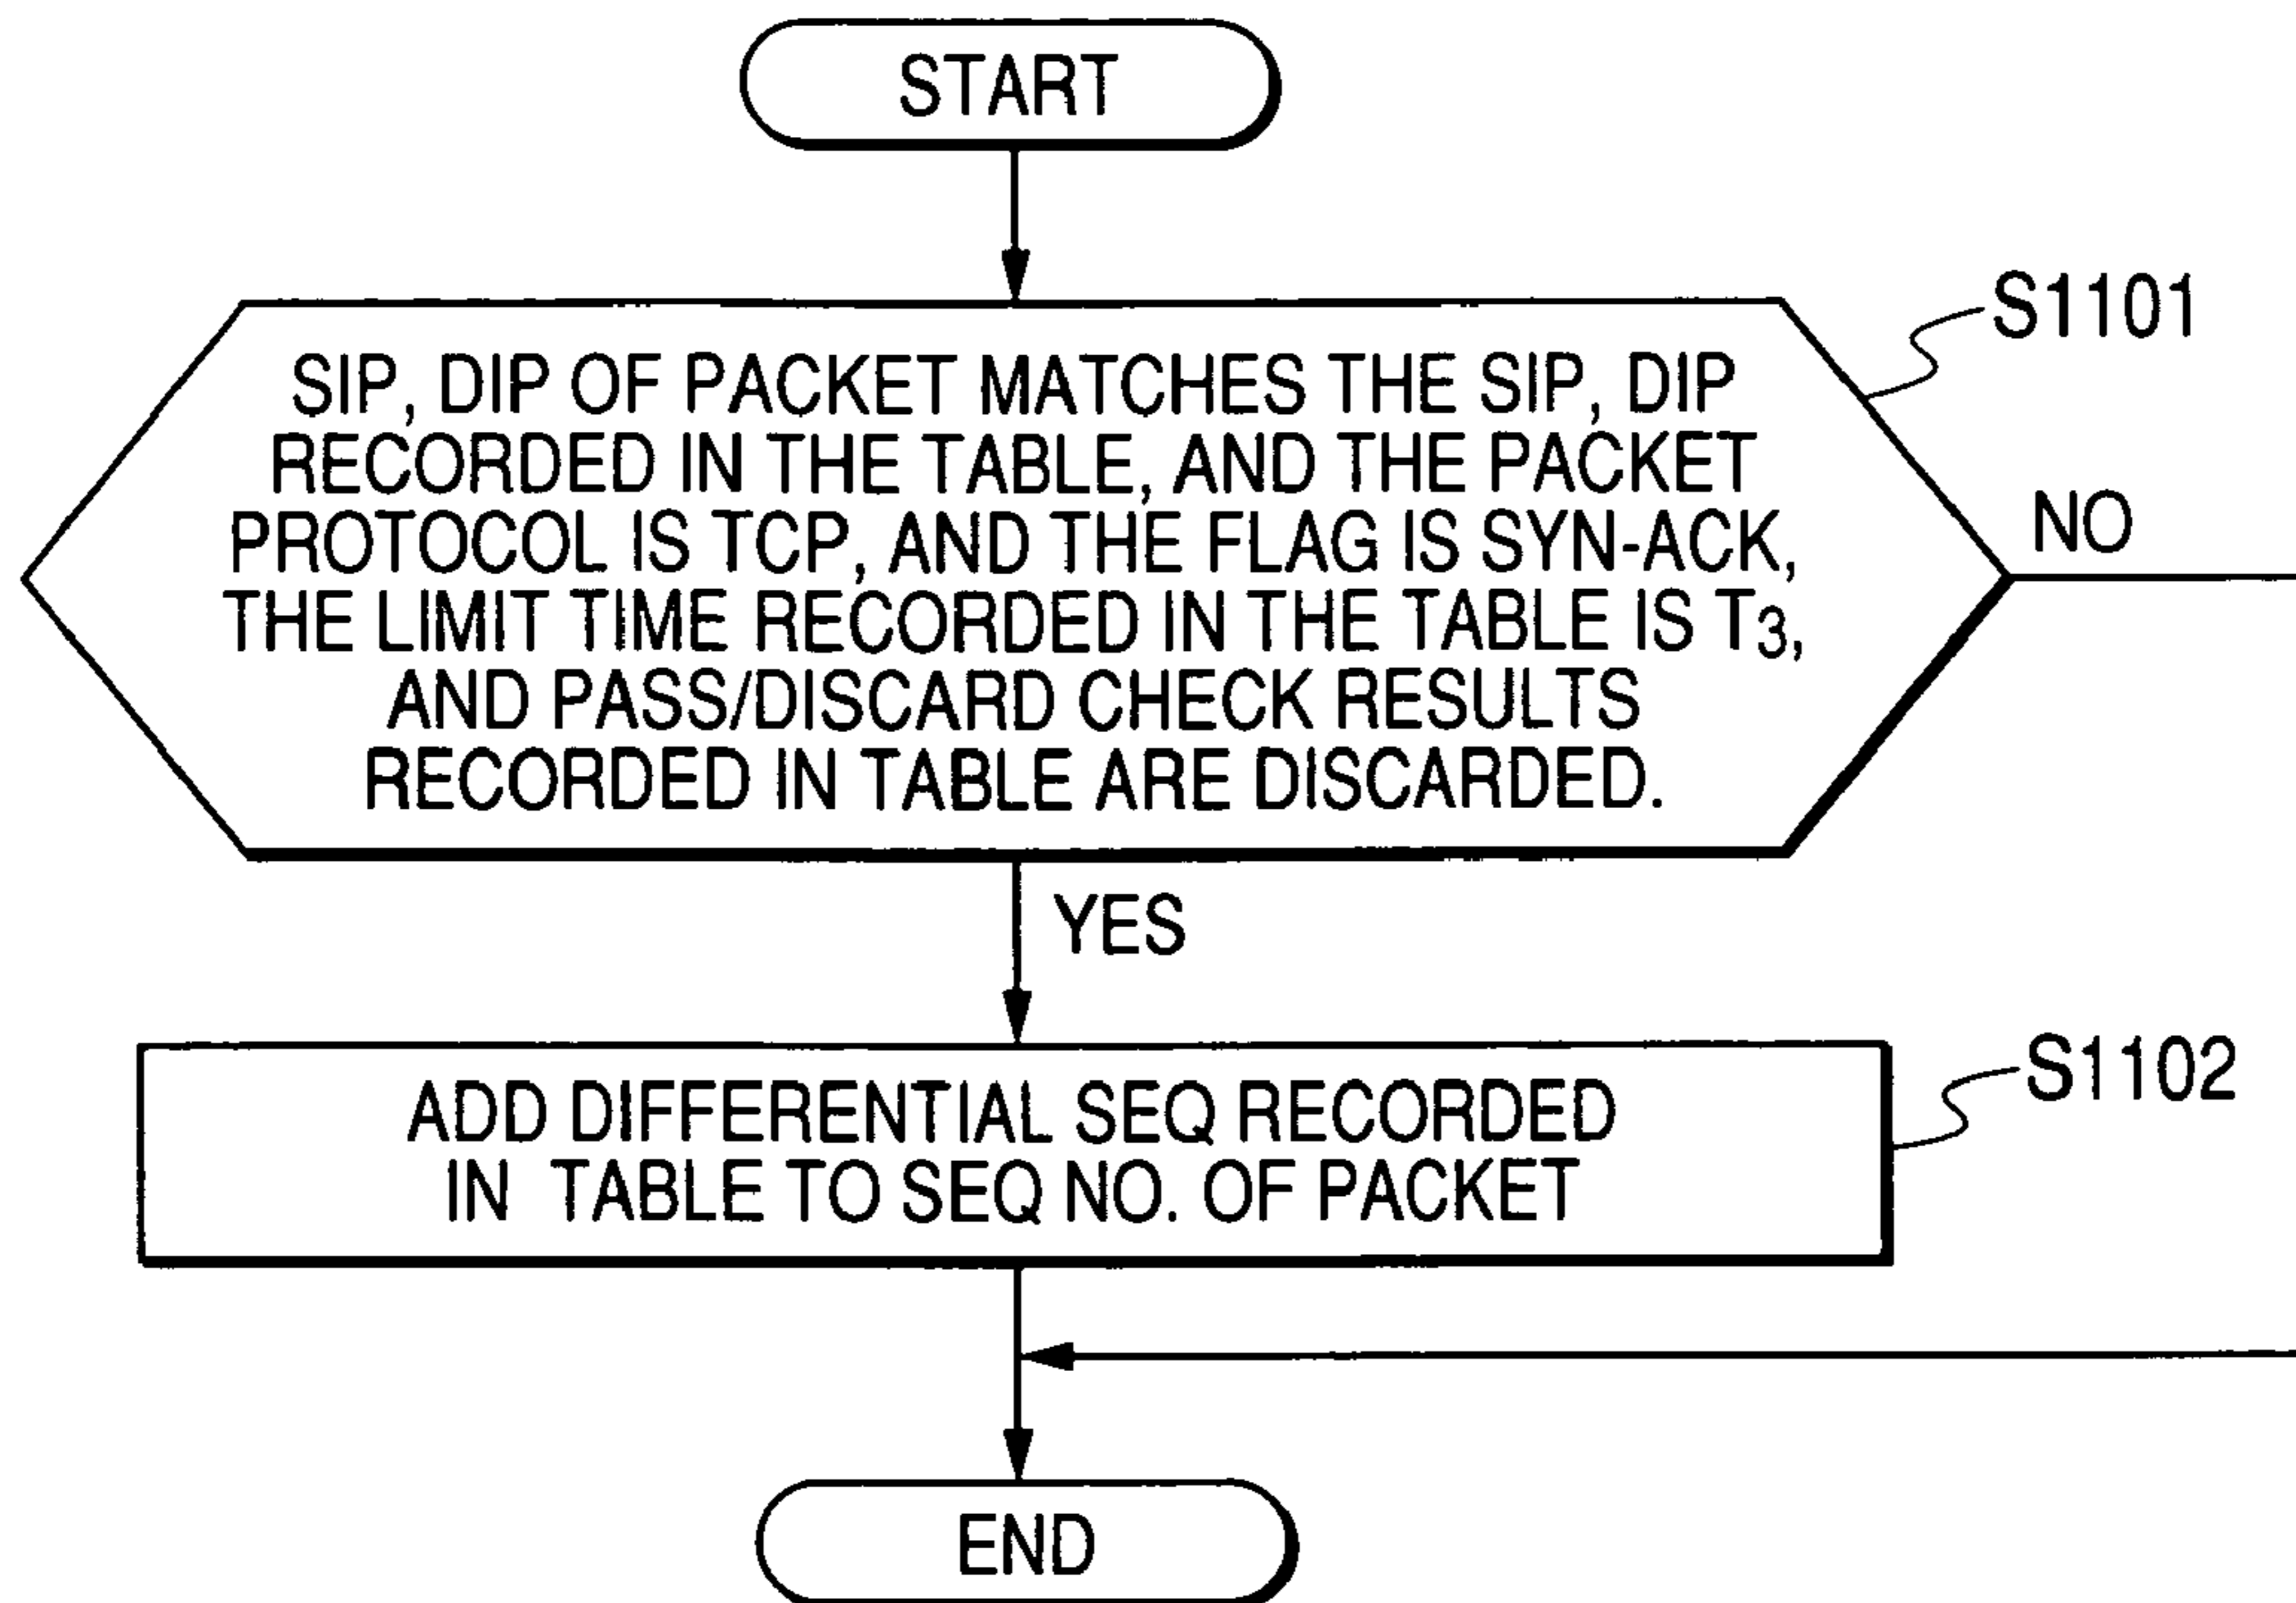 START
S1101
SIP, DIP OF PACKET MATCHES THE SIP, DIP
RECORDED IN THE TABLE, AND THE PACKET
PROTOCOL IS TCP, AND THE FLAG IS SYN-ACK,
THE LIMIT TIME RECORDED IN THE TABLE IS T3,
AND PASS/DISCARD CHECK RESULTS
RECORDED IN TABLE ARE DISCARDED.
NO
YES
S1102
ADD DIFFERENTIAL SEQ RECORDED
IN TABLE TO SEQ NO. OF PACKET
END